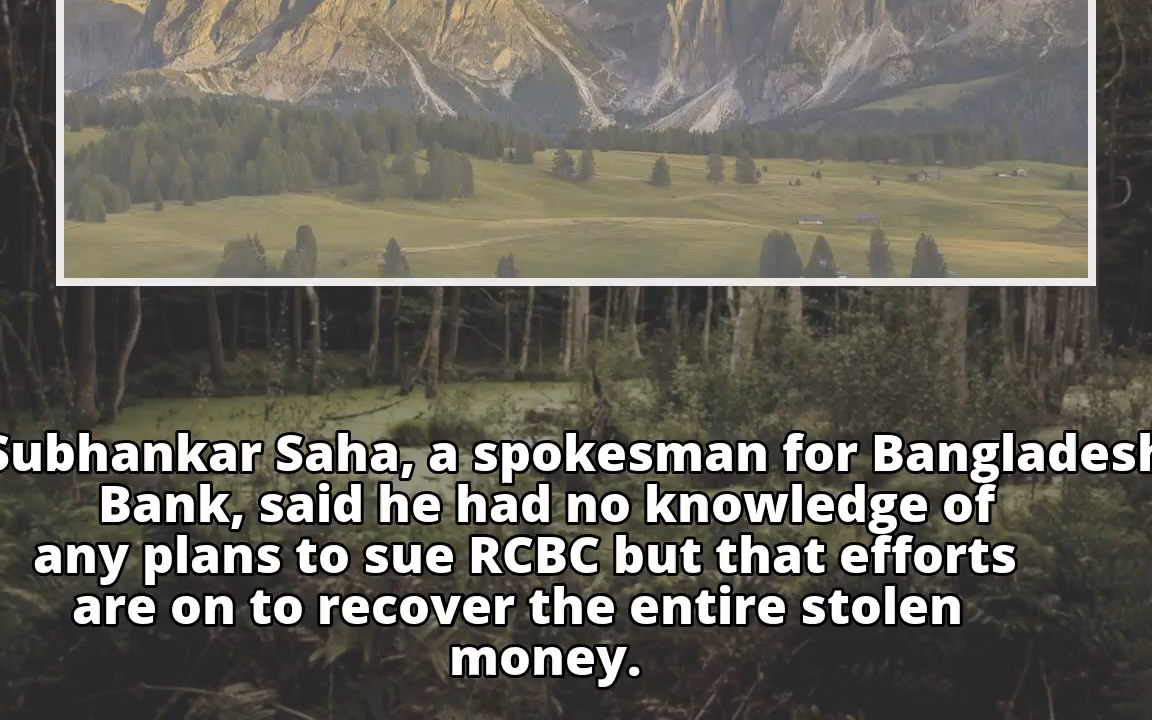 Subhankar Saha, a spokesman for Bangladesh
Bank, said he had no knowledge of
any plans to sue RCBC but that efforts
are on to recover the entire stolen
money.